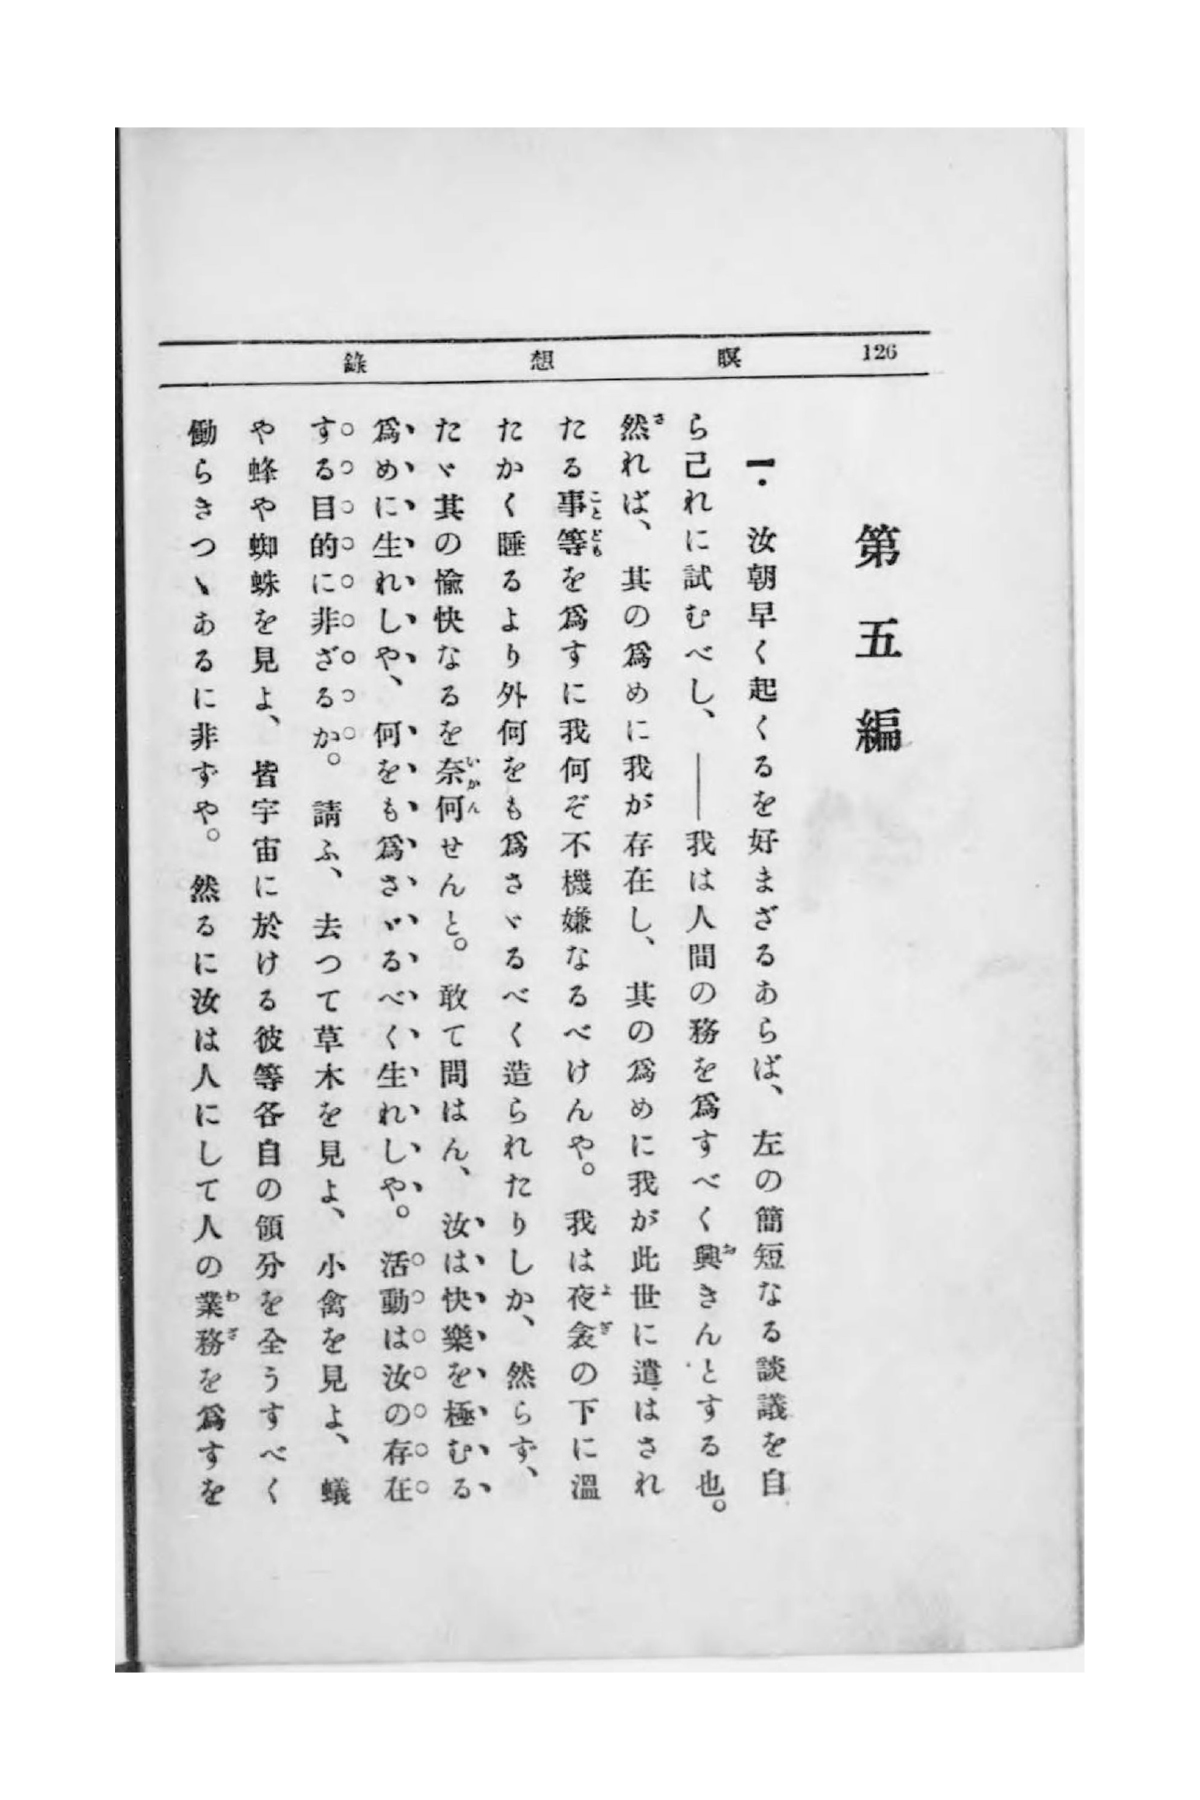 126 瞑想錄
第五編
一. 汝朝早く起くるを好まざるあらば、左の簡短なる談議を自
ら己れに試むべし、――我は人間の務を爲すべく興きんとする也。
然れば、其の爲めに我が存在し、其の爲めに我が此世に遣はされ
たる事等を爲すに我何ぞ不機嫌なるべけんや。我は夜衾の下に溫
たかく睡るより外何をも爲さゞるべく造られたりしか、然らず、
たゞ其の愉快なるを奈何せんと。敢て問はん、汝は快樂を極むる
爲めに生れしや、何をも爲さゞるべく生れしや。活動は汝の存在
する目的に非ざるか。請ふ、去つて草木を見よ、小禽を見よ、蟻
や蜂や蜘蛛を見よ、皆宇宙に於ける彼等各自の領分を全うすべく
働らきつゝあるに非ずや。然るに汝は人にして人の業務を爲すを